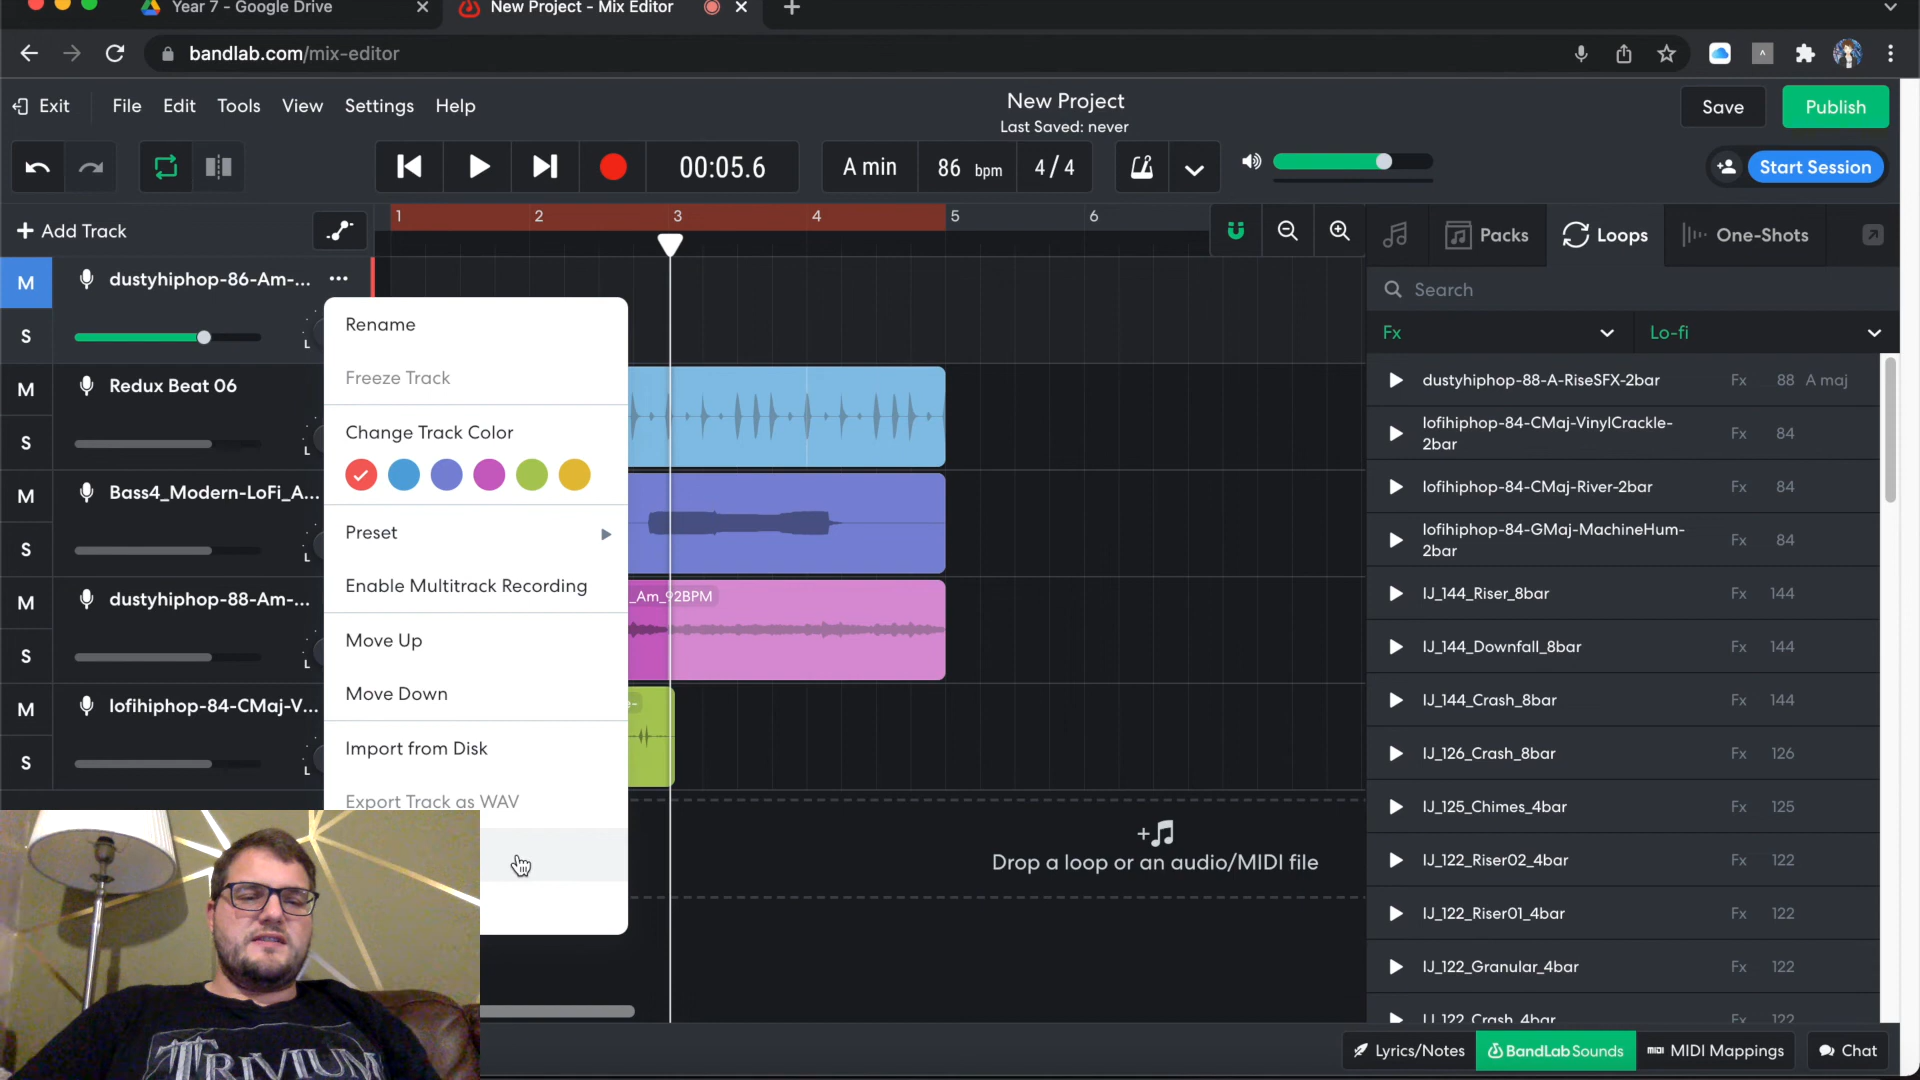 Year 7 - Google Drive
New Project - Mix Editor
bandlab.com/mix-editor
Exit
File
Edit
Tools
View
Settings
Help
New Project
Last Saved: never
Save
Publish
00:05.6
A min
86 bpm
4 / 4
Start Session
Add Track
1
2
3
4
5
6
Packs
Loops
One-Shots
Search
Fx
Lo-fi
M
dustyhiphop-86-Am-...
S
L
M
Redux Beat 06
S
L
M
Bass4_Modern-LoFi_A...
S
L
M
dustyhiphop-88-Am-...
S
L
M
lofihiphop-84-CMaj-V...
S
L
Rename
Freeze Track
Change Track Color
Preset
Enable Multitrack Recording
Move Up
Move Down
Import from Disk
Export Track as WAV
_Am_92BPM
Drop a loop or an audio/MIDI file
dustyhiphop-88-A-RiseSFX-2bar Fx 88 A maj
lofihiphop-84-CMaj-VinylCrackle-
2bar Fx 84
lofihiphop-84-CMaj-River-2bar Fx 84
lofihiphop-84-GMaj-MachineHum-
2bar Fx 84
IJ_144_Riser_8bar Fx 144
IJ_144_Downfall_8bar Fx 144
IJ_144_Crash_8bar Fx 144
IJ_126_Crash_8bar Fx 126
IJ_125_Chimes_4bar Fx 125
IJ_122_Riser02_4bar Fx 122
IJ_122_Riser01_4bar Fx 122
IJ_122_Granular_4bar Fx 122
IJ_122_Crash_4bar Fx 122
TRIVIUM
Lyrics/Notes
BandLab Sounds
MIDI Mappings
Chat